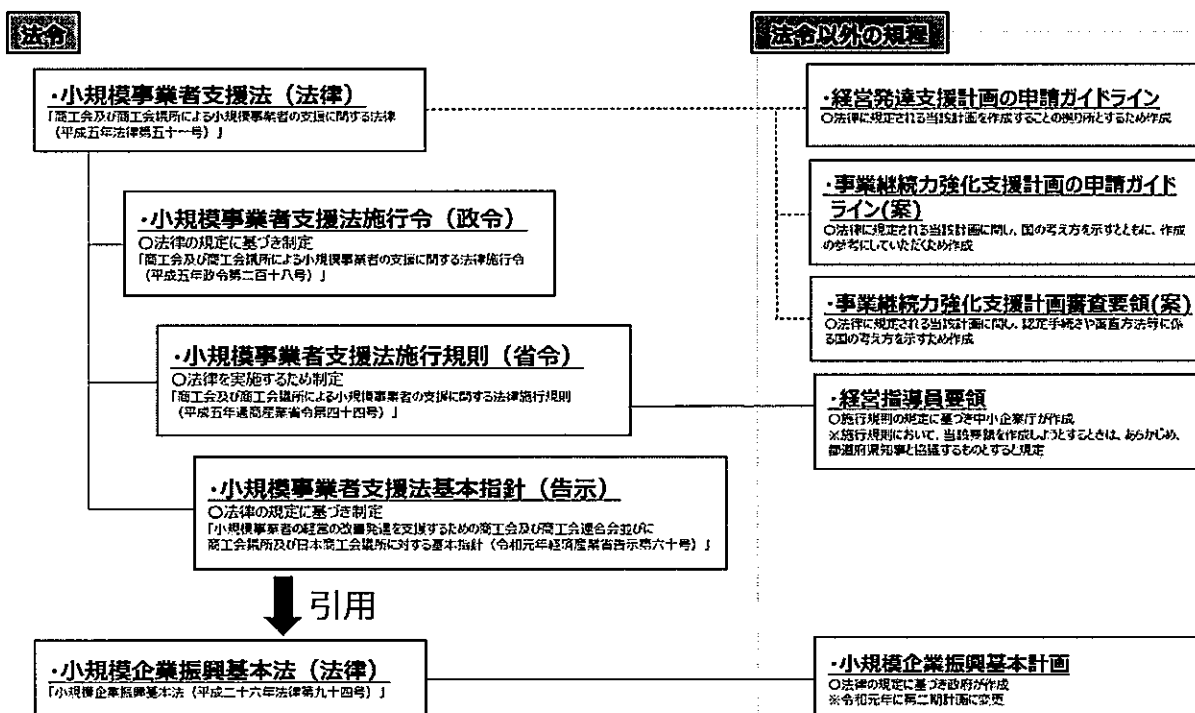 法令
・小規模事業者支援法（法律）
「商工会及び商工会議所による小規模事業者の支援に関する法律
（平成五年法律第五十一号）」
・小規模事業者支援法施行令（政令）
○法律の規定に基づき制定
「商工会及び商工会議所による小規模事業者の支援に関する法律施行令
（平成五年政令第二百十八号）」
・小規模事業者支援法施行規則（省令）
○法律を実施するため制定
「商工会及び商工会議所による小規模事業者の支援に関する法律施行規則
（平成五年通商産業省令第四十四号）」
・小規模事業者支援法基本指針（告示）
○法律の規定に基づき制定
「小規模事業者の経営の改善発達を支援するための商工会及び商工会連合会並びに
商工会議所及び日本商工会議所に対する基本指針（令和元年経済産業省告示第六十号）」
引用
・小規模企業振興基本法（法律）
「小規模企業振興基本法（平成二十六年法律第九十四号）」
法令以外の規程
・経営発達支援計画の申請ガイドライン
○法律に規定される当該計画を作成することの拠り所とするため作成
・事業継続力強化支援計画の申請ガイド
ライン(案)
○法律に規定される当該計画に関し、国の考え方を示すとともに、作成
の参考にしていただくため作成
・事業継続力強化支援計画審査要領(案)
○法律に規定される当該計画に関し、認定手続きや審査方法等に係
る国の考え方を示すため作成
・経営指導員要領
○施行規則の規定に基づき中小企業庁が作成
※施行規則において、当該要領を作成しようとするときは、あらかじめ、
都道府県知事と協議するものとすると規定
・小規模企業振興基本計画
○法律の規定に基づき政府が作成
※令和元年に第二期計画に変更